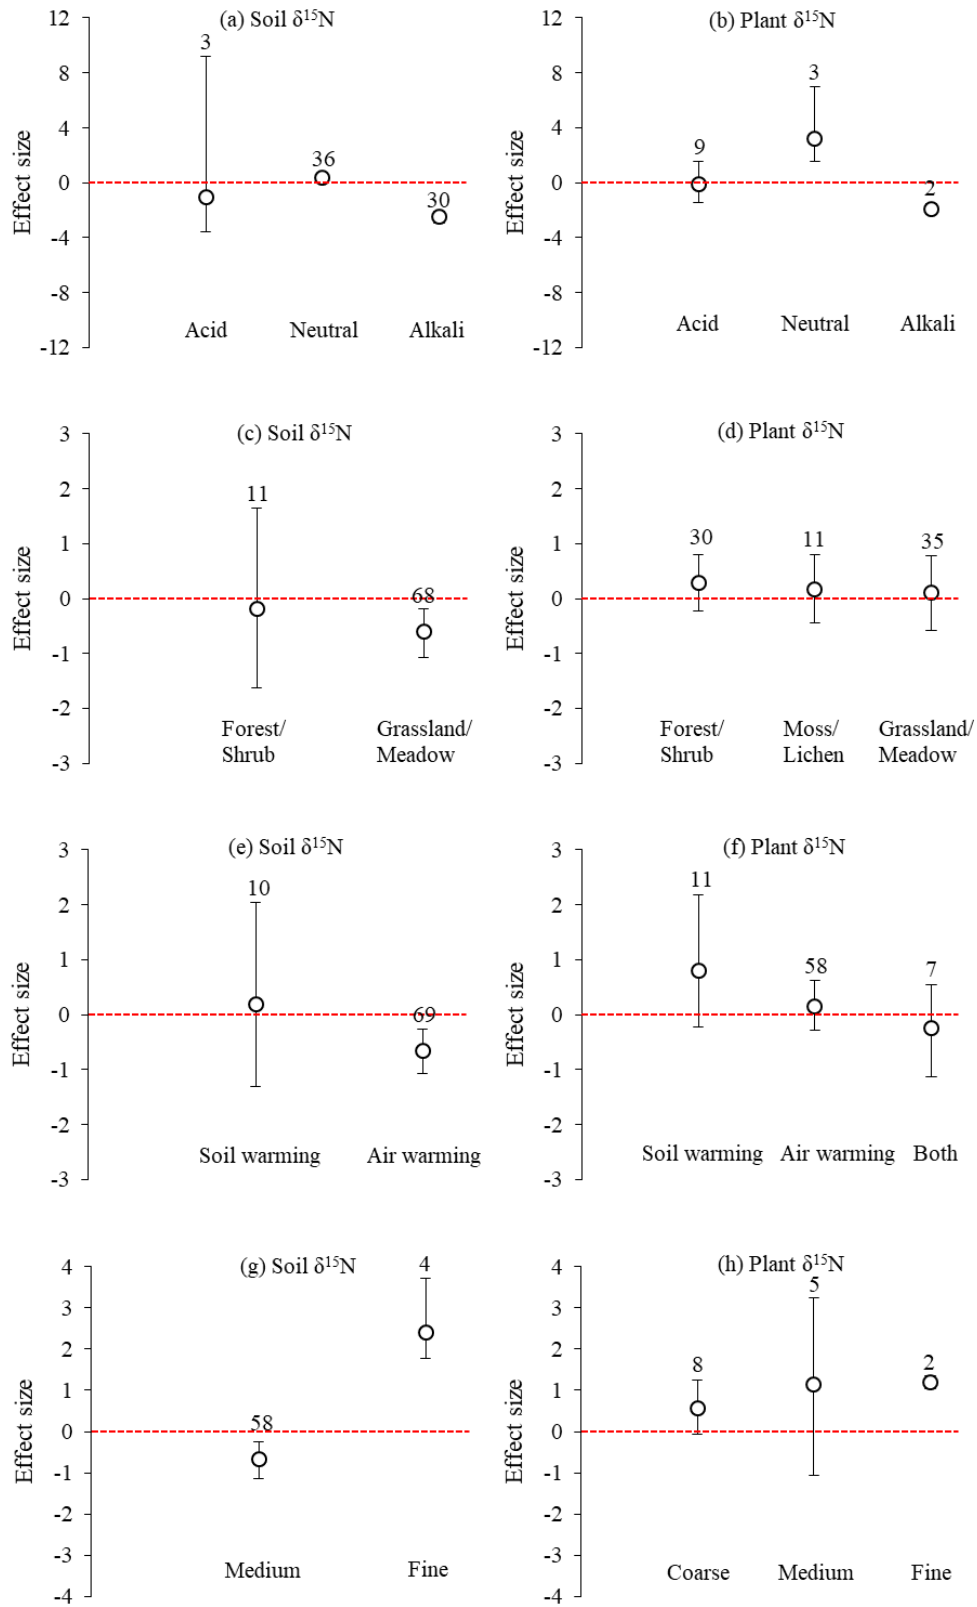 (a) Soil δ¹⁵N
Effect size
12
8
4
0
-4
-8
-12
3
36
30
Acid
Neutral
Alkali
(b) Plant δ¹⁵N
Effect size
12
8
4
0
-4
-8
-12
9
3
2
Acid
Neutral
Alkali
(c) Soil δ¹⁵N
Effect size
3
2
1
0
-1
-2
-3
11
68
Forest/
Shrub
Grassland/
Meadow
(d) Plant δ¹⁵N
Effect size
3
2
1
0
-1
-2
-3
30
11
35
Forest/
Shrub
Moss/
Lichen
Grassland/
Meadow
(e) Soil δ¹⁵N
Effect size
3
2
1
0
-1
-2
-3
10
69
Soil warming
Air warming
(f) Plant δ¹⁵N
Effect size
3
2
1
0
-1
-2
-3
11
58
7
Soil warming
Air warming
Both
(g) Soil δ¹⁵N
Effect size
4
3
2
1
0
-1
-2
-3
-4
58
4
Medium
Fine
(h) Plant δ¹⁵N
Effect size
4
3
2
1
0
-1
-2
-3
-4
8
5
2
Coarse
Medium
Fine